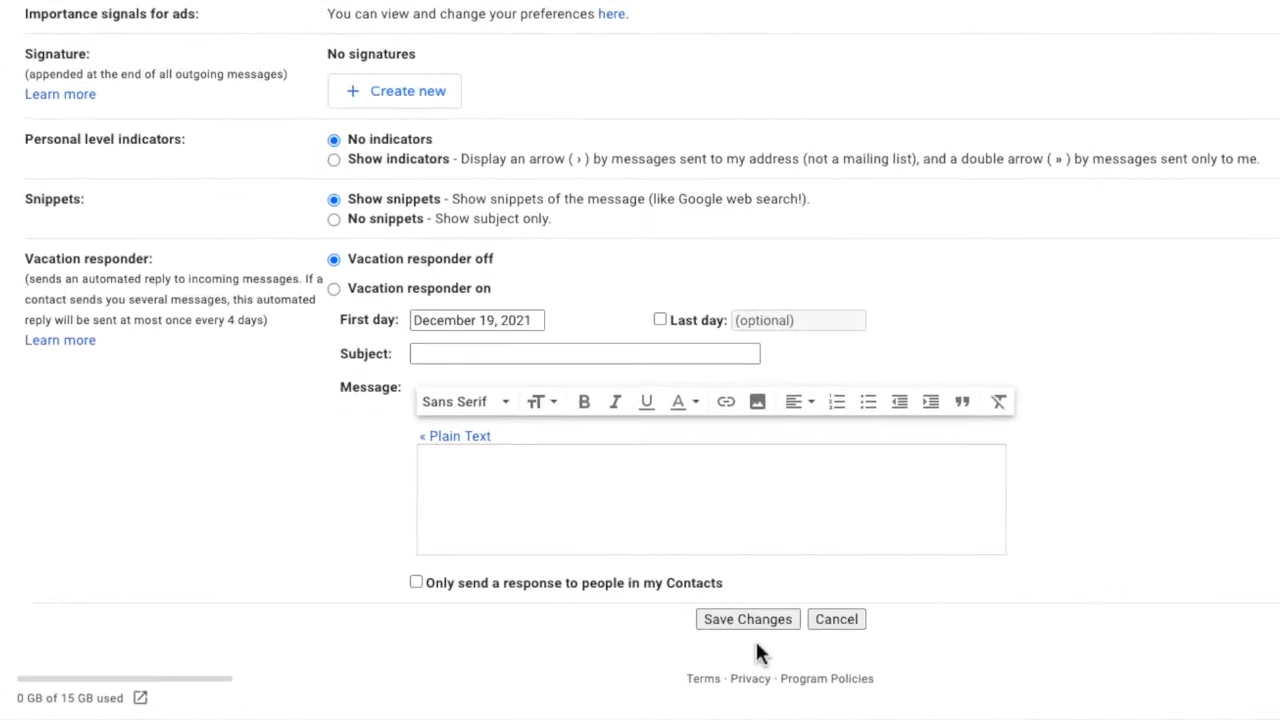 Importance signals for ads: You can view and change your preferences here.
Signature: No signatures
(appended at the end of all outgoing messages)
Learn more
+ Create new
Personal level indicators: No indicators
Show indicators - Display an arrow ( › ) by messages sent to my address (not a mailing list), and a double arrow ( » ) by messages sent only to me.
Snippets: Show snippets - Show snippets of the message (like Google web search!).
No snippets - Show subject only.
Vacation responder: Vacation responder off
(sends an automated reply to incoming messages. If a
contact sends you several messages, this automated
reply will be sent at most once every 4 days)
Learn more
Vacation responder on
First day: December 19, 2021 Last day: (optional)
Subject:
Message:
Sans Serif
« Plain Text
Only send a response to people in my Contacts
Save Changes Cancel
Terms · Privacy · Program Policies
0 GB of 15 GB used